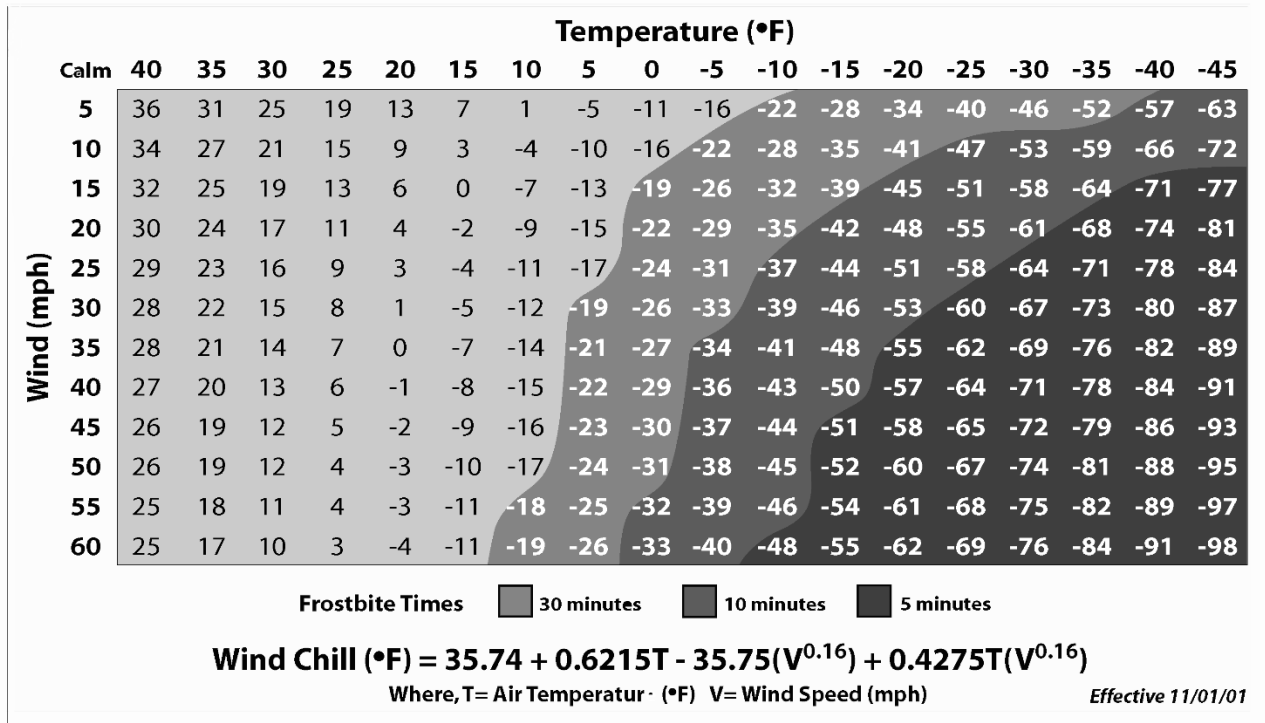 Temperature (°F)
Calm 40 35 30 25 20 15 10 5 0 -5 -10 -15 -20 -25 -30 -35 -40 -45
Wind (mph)
5 36 31 25 19 13 7 1 -5 -11 -16 -22 -28 -34 -40 -46 -52 -57 -63
10 34 27 21 15 9 3 -4 -10 -16 -22 -28 -35 -41 -47 -53 -59 -66 -72
15 32 25 19 13 6 0 -7 -13 -19 -26 -32 -39 -45 -51 -58 -64 -71 -77
20 30 24 17 11 4 -2 -9 -15 -22 -29 -35 -42 -48 -55 -61 -68 -74 -81
25 29 23 16 9 3 -4 -11 -17 -24 -31 -37 -44 -51 -58 -64 -71 -78 -84
30 28 22 15 8 1 -5 -12 -19 -26 -33 -39 -46 -53 -60 -67 -73 -80 -87
35 28 21 14 7 0 -7 -14 -21 -27 -34 -41 -48 -55 -62 -69 -76 -82 -89
40 27 20 13 6 -1 -8 -15 -22 -29 -36 -43 -50 -57 -64 -71 -78 -84 -91
45 26 19 12 5 -2 -9 -16 -23 -30 -37 -44 -51 -58 -65 -72 -79 -86 -93
50 26 19 12 4 -3 -10 -17 -24 -31 -38 -45 -52 -60 -67 -74 -81 -88 -95
55 25 18 11 4 -3 -11 -18 -25 -32 -39 -46 -54 -61 -68 -75 -82 -89 -97
60 25 17 10 3 -4 -11 -19 -26 -33 -40 -48 -55 -62 -69 -76 -84 -91 -98
Frostbite Times 30 minutes 10 minutes 5 minutes
Wind Chill (°F) = 35.74 + 0.6215T - 35.75(V^0.16) + 0.4275T(V^0.16)
Where, T= Air Temperatur· (°F) V= Wind Speed (mph) Effective 11/01/01